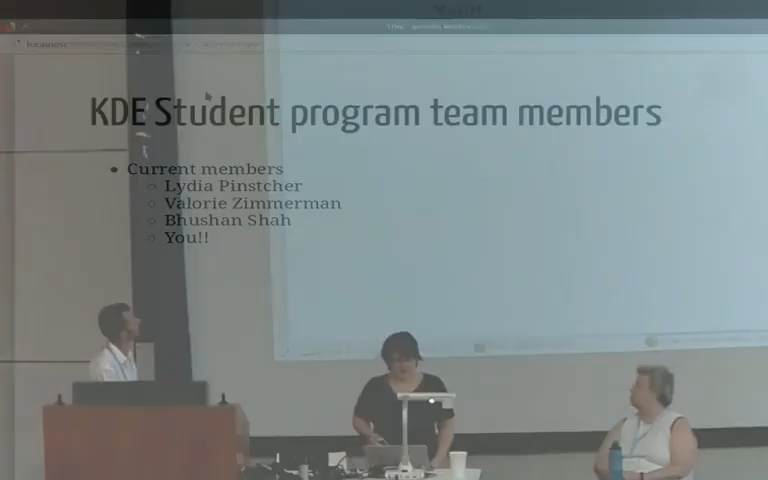 KDE Student program team members
Current members
Lydia Pinstcher
Valorie Zimmerman
Bhushan Shah
You!!